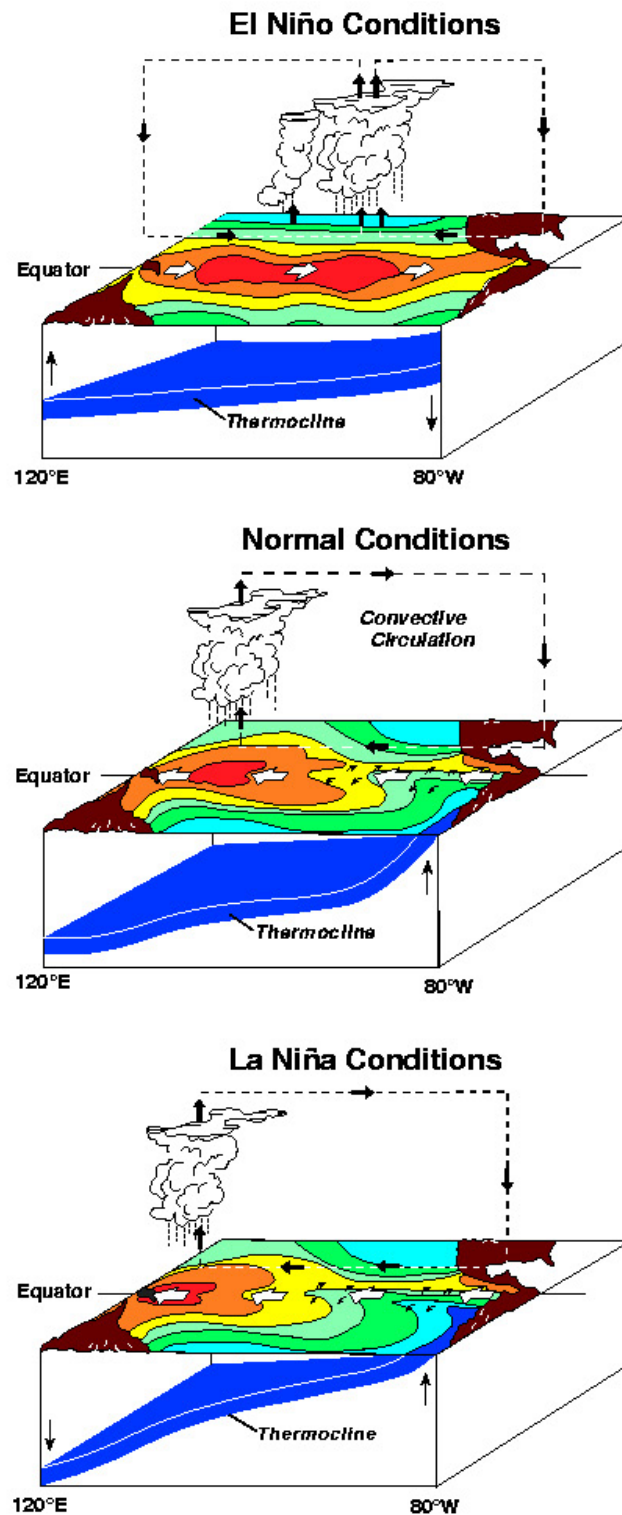 El Niño Conditions
Equator
Thermocline
120°E
80°W
Normal Conditions
Convective
Circulation
Equator
Thermocline
120°E
80°W
La Niña Conditions
Equator
Thermocline
120°E
80°W